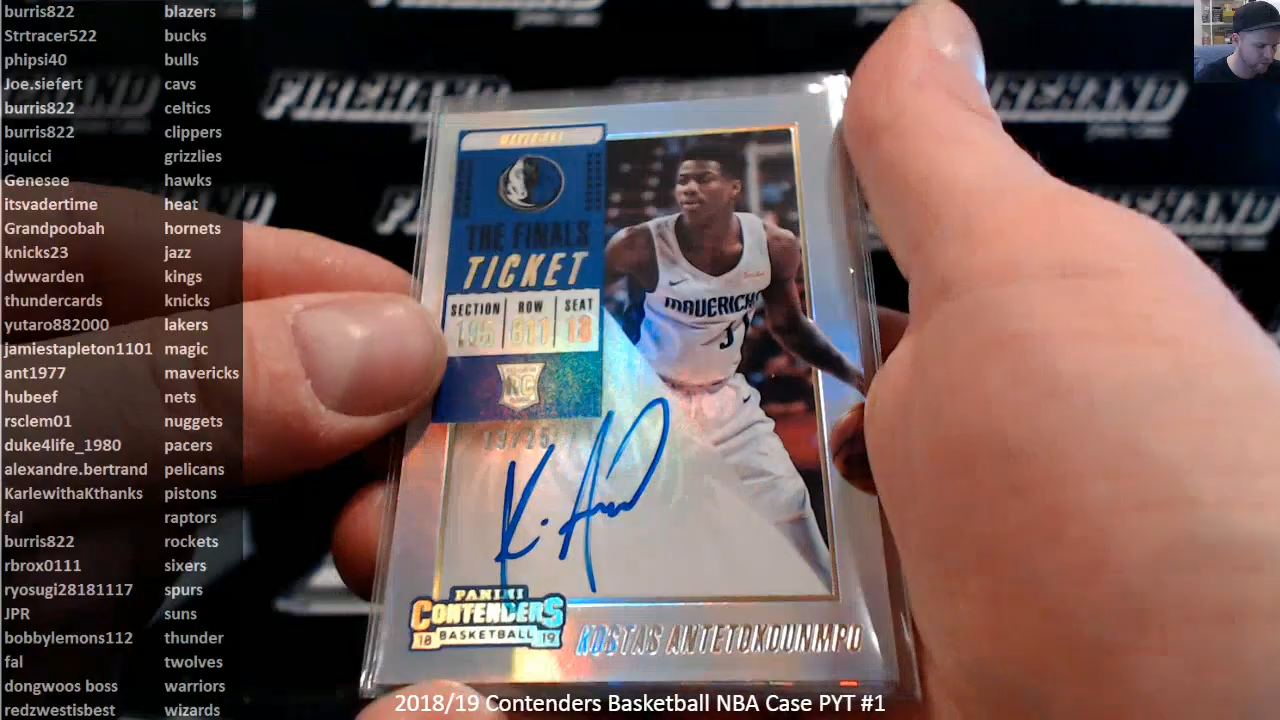 burris822 blazers
Strtracer522 bucks
phipsi40 bulls
Joe.siefert cavs
burris822 celtics
burris822 clippers
jquicci grizzlies
Genesee hawks
itsvadertime heat
Grandpoobah hornets
knicks23 jazz
dwwarden kings
thundercards knicks
yutaro882000 lakers
jamiestapleton1101 magic
ant1977 mavericks
hubeef nets
rsclem01 nuggets
duke4life_1980 pacers
alexandre.bertrand pelicans
KarlewithaKthanks pistons
fal raptors
burris822 rockets
rbrox0111 sixers
ryosugi28181117 spurs
JPR suns
bobbylemons112 thunder
fal twolves
dongwoos boss warriors
redzwestisbest wizards
FIREHAND
FIREHAND
FIREHAND
THE FINALS
TICKET
SECTION ROW SEAT
RC
MAVERICKS
K. A
PANINI
CONTENDERS
18 BASKETBALL 19
KOSTAS ANTETOKOUNMPO
2018/19 Contenders Basketball NBA Case PYT #1